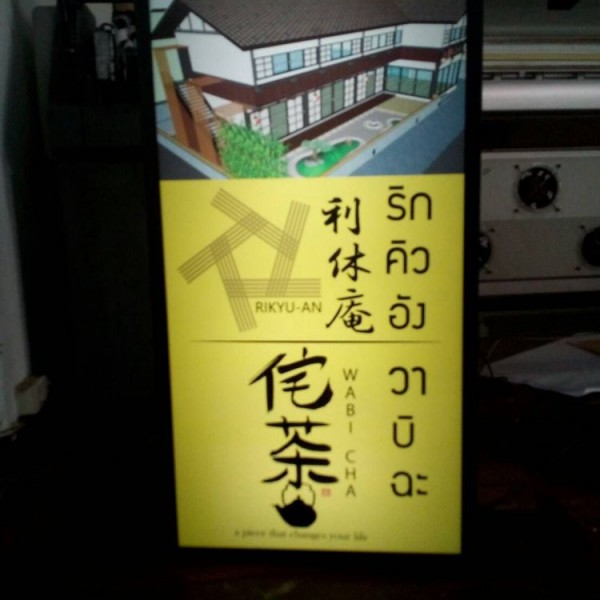 RIKYU-AN
利休庵
ริกคิวอัง
侘茶
WABI CHA
วาบิฉะ
a piece that changes your life